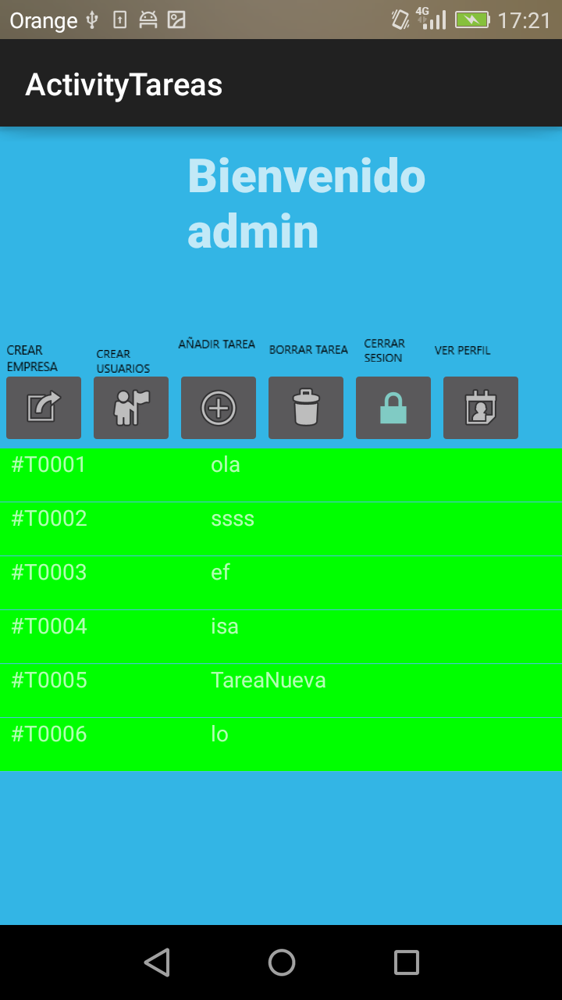 Orange 4G 17:21
ActivityTareas
Bienvenido
admin
CREAR
EMPRESA
CREAR
USUARIOS
AÑADIR TAREA
BORRAR TAREA
CERRAR
SESION
VER PERFIL
#T0001 ola
#T0002 ssss
#T0003 ef
#T0004 isa
#T0005 TareaNueva
#T0006 lo